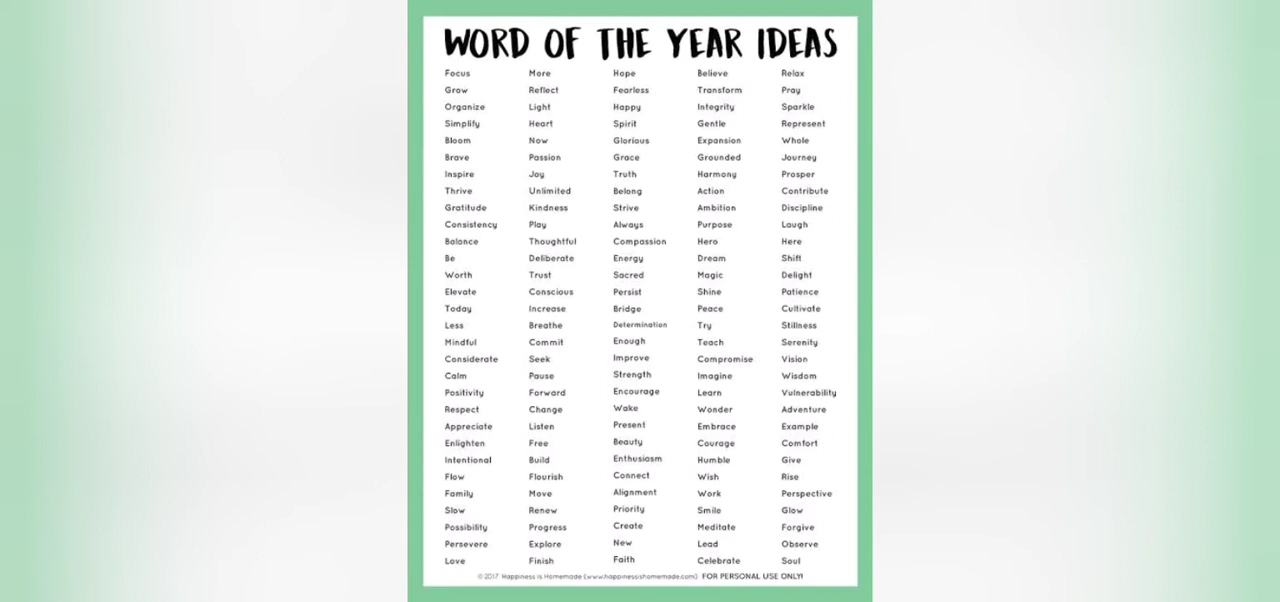 WORD OF THE YEAR IDEAS
Focus More Hope Believe Relax
Grow Reflect Fearless Transform Pray
Organize Light Happy Integrity Sparkle
Simplify Heart Spirit Gentle Represent
Bloom Now Glorious Expansion Whole
Brave Passion Grace Grounded Journey
Inspire Joy Truth Harmony Prosper
Thrive Unlimited Belong Action Contribute
Gratitude Kindness Strive Ambition Discipline
Consistency Play Always Purpose Laugh
Balance Thoughtful Compassion Hero Here
Be Deliberate Energy Dream Shift
Worth Trust Sacred Magic Delight
Elevate Conscious Persist Shine Patience
Today Increase Bridge Peace Cultivate
Less Breathe Determination Try Stillness
Mindful Commit Enough Teach Serenity
Considerate Seek Improve Compromise Vision
Calm Pause Strength Imagine Wisdom
Positivity Forward Encourage Learn Vulnerability
Respect Change Wake Wonder Adventure
Appreciate Listen Present Embrace Example
Enlighten Free Beauty Courage Comfort
Intentional Build Enthusiasm Humble Give
Flow Flourish Connect Wish Rise
Family Move Alignment Work Perspective
Slow Renew Priority Smile Glow
Possibility Progress Create Meditate Forgive
Persevere Explore New Lead Observe
Love Finish Faith Celebrate Soul
© 2017 Happiness is Homemade (www.happinessishomemade.com) FOR PERSONAL USE ONLY!